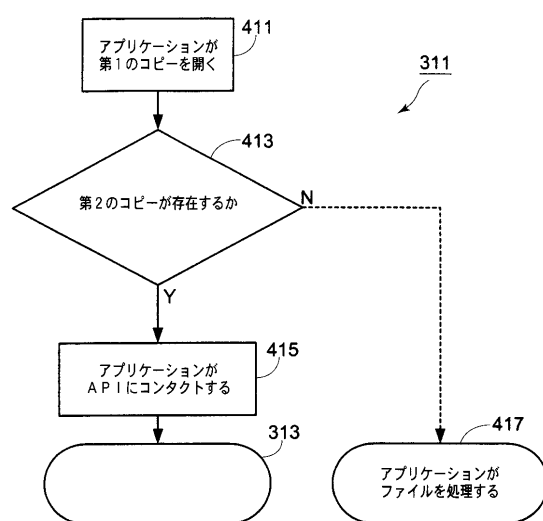 411
アプリケーションが
第1のコピーを開く
311
413
第2のコピーが存在するか
N
Y
415
アプリケーションが
APIにコンタクトする
313
417
アプリケーションが
ファイルを処理する